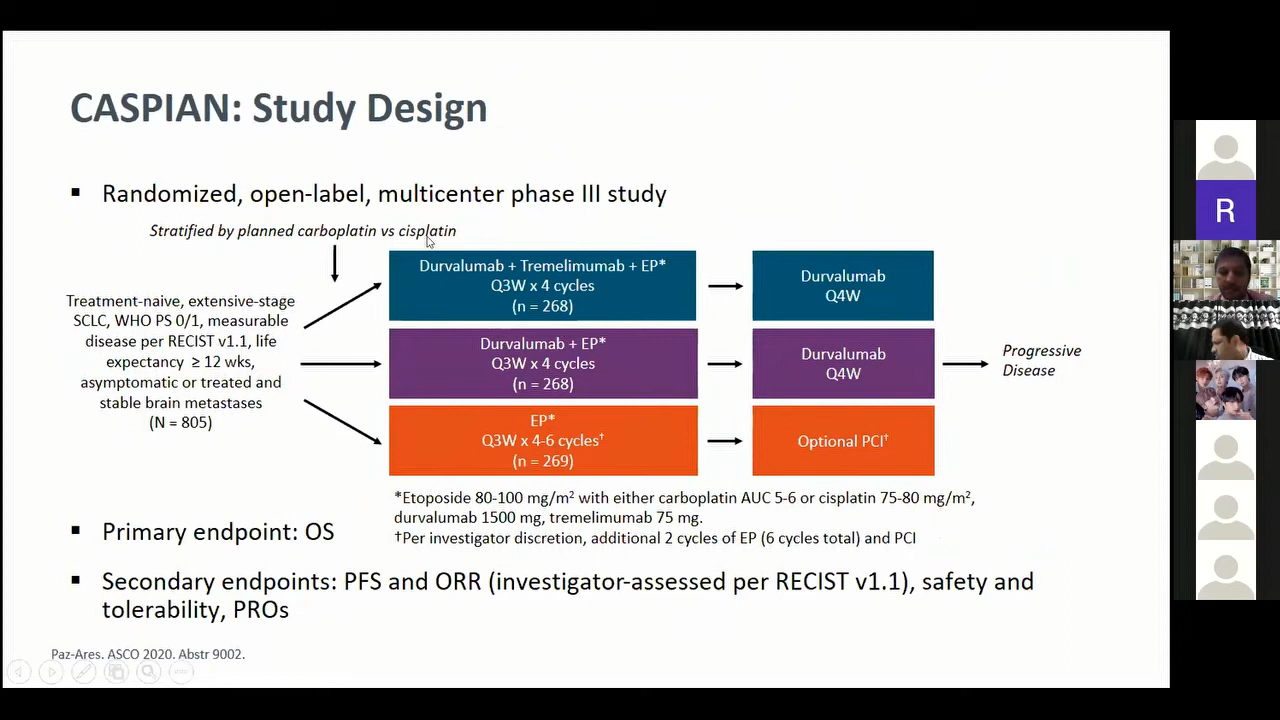 CASPIAN: Study Design
▪ Randomized, open-label, multicenter phase III study
Stratified by planned carboplatin vs cisplatin
Treatment-naive, extensive-stage
SCLC, WHO PS 0/1, measurable
disease per RECIST v1.1, life
expectancy ≥ 12 wks,
asymptomatic or treated and
stable brain metastases
(N = 805)
Durvalumab + Tremelimumab + EP*
Q3W x 4 cycles
(n = 268)
Durvalumab
Q4W
Durvalumab + EP*
Q3W x 4 cycles
(n = 268)
Durvalumab
Q4W
Progressive
Disease
EP*
Q3W x 4-6 cycles†
(n = 269)
Optional PCI†
*Etoposide 80-100 mg/m² with either carboplatin AUC 5-6 or cisplatin 75-80 mg/m²,
durvalumab 1500 mg, tremelimumab 75 mg.
†Per investigator discretion, additional 2 cycles of EP (6 cycles total) and PCI
▪ Primary endpoint: OS
▪ Secondary endpoints: PFS and ORR (investigator-assessed per RECIST v1.1), safety and
tolerability, PROs
Paz-Ares. ASCO 2020. Abstr 9002.
R